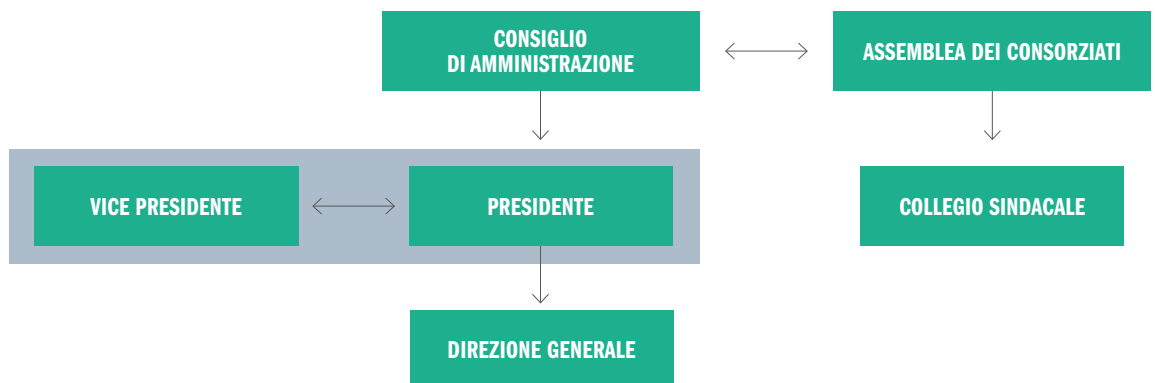 CONSIGLIO
DI AMMINISTRAZIONE
ASSEMBLEA DEI CONSORZIATI
VICE PRESIDENTE
PRESIDENTE
COLLEGIO SINDACALE
DIREZIONE GENERALE